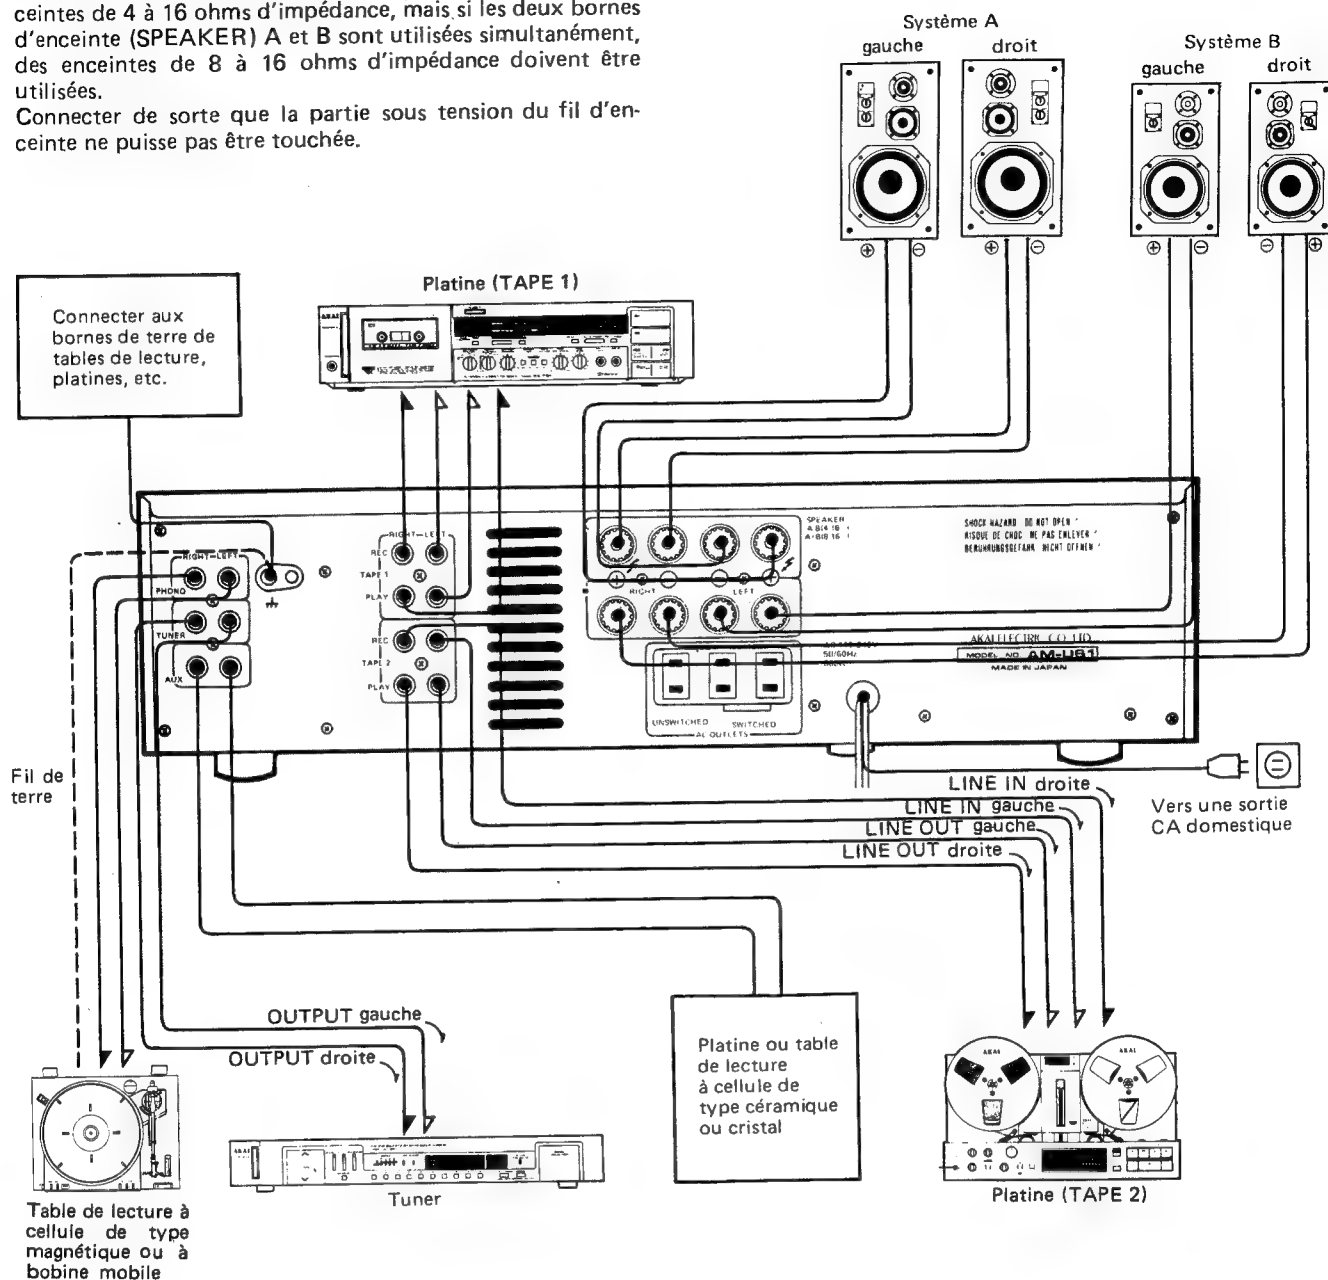 ceintes de 4 à 16 ohms d'impédance, mais si les deux bornes
d'enceinte (SPEAKER) A et B sont utilisées simultanément,
des enceintes de 8 à 16 ohms d'impédance doivent être
utilisées.
Connecter de sorte que la partie sous tension du fil d'en-
ceinte ne puisse pas être touchée.
Système A
gauche droit
Système B
gauche droit
Connecter aux
bornes de terre de
tables de lecture,
platines, etc.
Platine (TAPE 1)
AKAI
SPEAKER
SHOCK HAZARD DO NOT OPEN
RISQUE DE CHOC NE PAS ENLEVER
BERUHRUNGSGEFAHR NICHT OFFNEN
RIGHT LEFT
REC
TAPE 1
PLAY
REC
TAPE 2
PLAY
RIGHT LEFT
PHONO
TUNER
AUX
RIGHT LEFT
50/60Hz
UNSWITCHED SWITCHED
AC OUTLETS
AKAI ELECTRIC CO. LTD.
MODEL NO. AM-U61
MADE IN JAPAN
Fil de
terre
LINE IN droite
LINE IN gauche
LINE OUT gauche
LINE OUT droite
Vers une sortie
CA domestique
OUTPUT gauche
OUTPUT droite
Platine ou table
de lecture
à cellule de
type céramique
ou cristal
AKAI
AKAI
AKAI
Tuner
Platine (TAPE 2)
Table de lecture à
cellule de type
magnétique ou à
bobine mobile